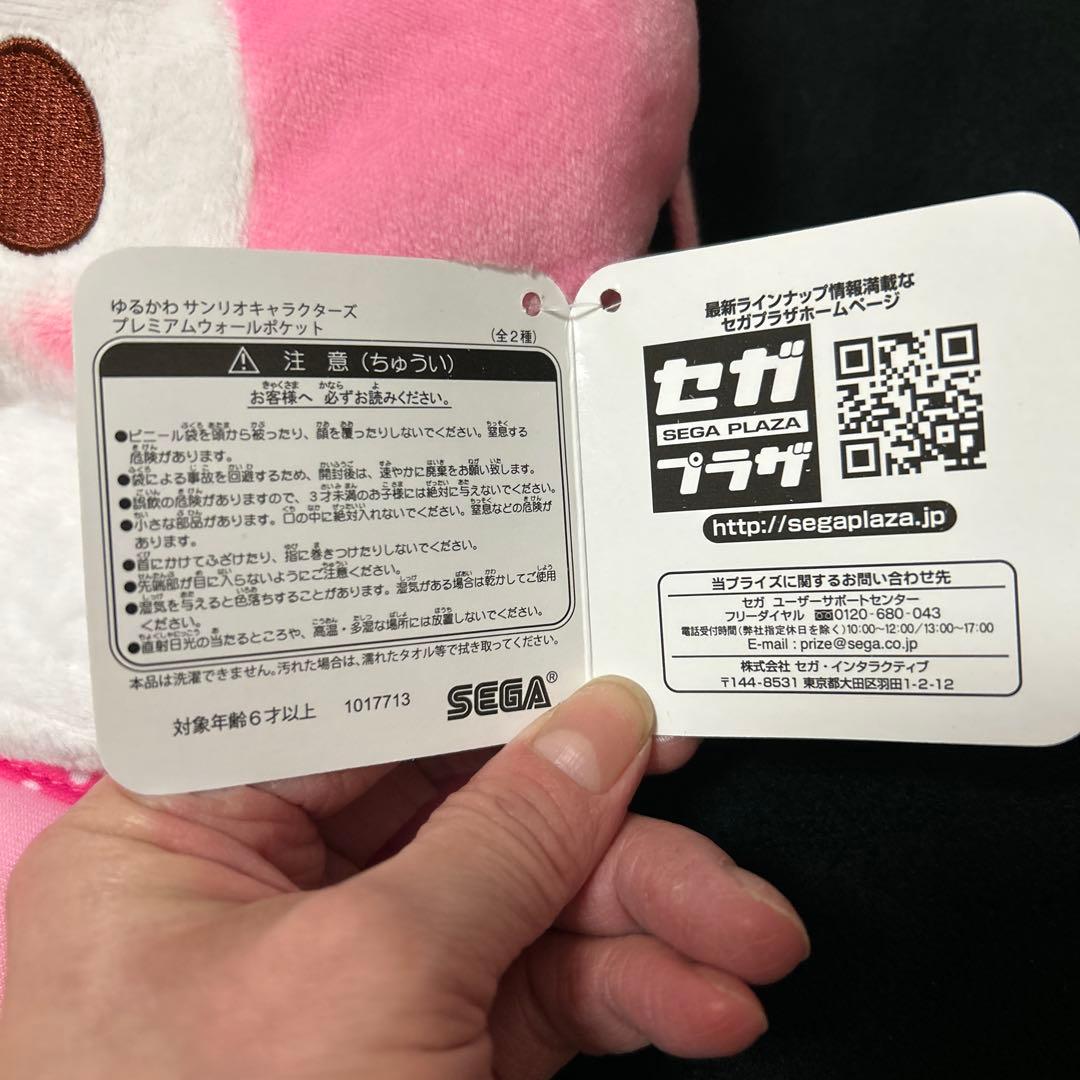 ゆるかわ サンリオキャラクターズ
プレミアムウォールポケット
(全2種)
注 意 (ちゅうい)
お客様へ 必ずお読みください。
●ビニール袋を頭から被ったり、顔を覆ったりしないでください。窒息する
危険があります。
●袋による事故を回避するため、開封後は、速やかに廃棄をお願い致します。
●誤飲の危険がありますので、3才未満のお子様には絶対に与えないでください。
●小さな部品があります。口の中に絶対入れないでください。窒息などの危険が
あります。
●首にかけてふざけたり、指に巻きつけたりしないでください。
●先端部が目に入らないようにご注意ください。
●湿気を与えると色落ちすることがあります。湿気がある場合は乾かしてご使用
ください。
●直射日光の当たるところや、高温・多湿な場所には放置しないでください。
本品は洗濯できません。汚れた場合は、濡れたタオル等で拭き取ってください。
対象年齢6才以上 1017713 SEGA®
最新ラインナップ情報満載な
セガプラザホームページ
セガ
SEGA PLAZA
プラザ
http://segaplaza.jp
当プライズに関するお問い合わせ先
セガ ユーザーサポートセンター
フリーダイヤル 0120-680-043
電話受付時間(弊社指定休日を除く)10:00~12:00/13:00~17:00
E-mail : prize@sega.co.jp
株式会社 セガ・インタラクティブ
〒144-8531 東京都大田区羽田1-2-12